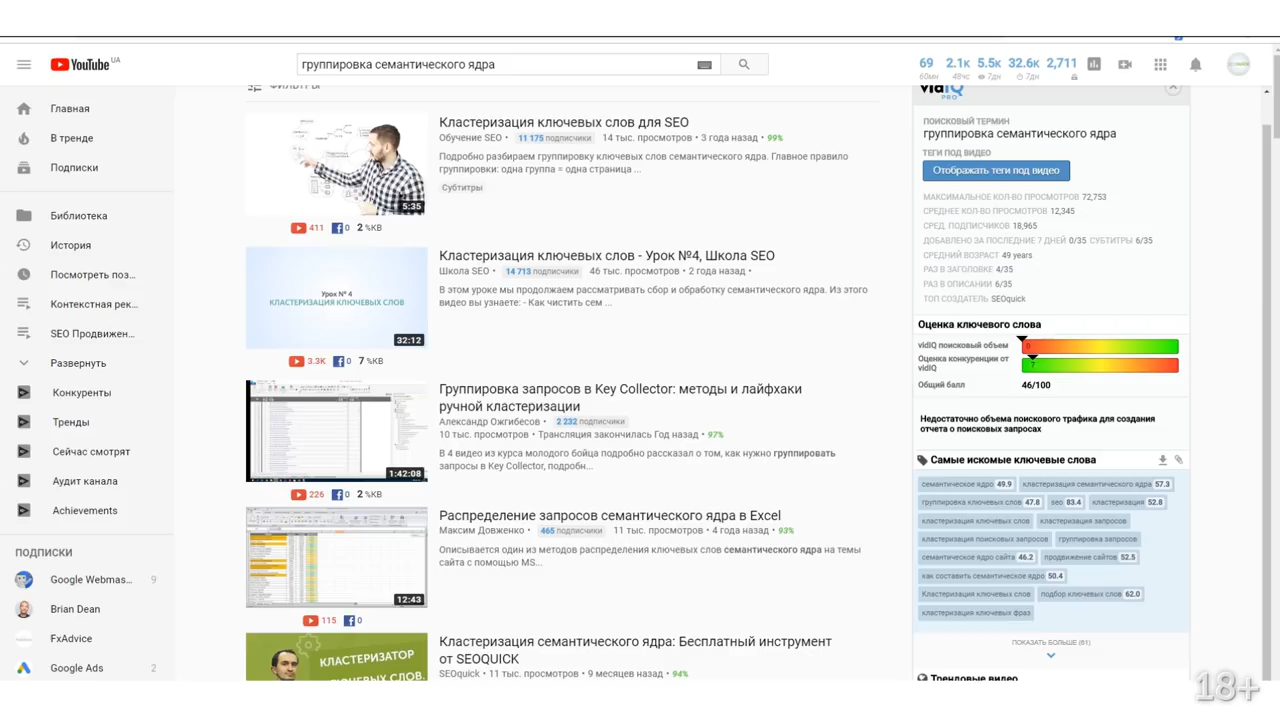 YouTube UA
группировка семантического ядра
69 2.1к 5.5к 32.6к 2,711
60мн 48чс 7дн 7дн
Главная
В тренде
Подписки
Библиотека
История
Посмотреть поз...
Контекстная рек...
SEO Продвижен...
Развернуть
Конкуренты
Тренды
Сейчас смотрят
Аудит канала
Achievements
ПОДПИСКИ
Google Webmas... 9
Brian Dean
FxAdvice
Google Ads 2
ФИЛЬТРЫ
Кластеризация ключевых слов для SEO
Обучение SEO • 11 175 подписчики 14 тыс. просмотров • 3 года назад • 99%
Подробно разбираем группировку ключевых слов семантического ядра. Главное правило
группировки: одна группа = одна страница ...
Субтитры
5:35
411 0 2 %KB
Кластеризация ключевых слов - Урок №4, Школа SEO
Школа SEO • 14 713 подписчики 46 тыс. просмотров • 2 года назад •
В этом уроке мы продолжаем рассматривать сбор и обработку семантического ядра. Из этого
видео вы узнаете: - Как чистить сем ...
Урок № 4
КЛАСТЕРИЗАЦИЯ КЛЮЧЕВЫХ СЛОВ
32:12
3.3K 0 7 %KB
Группировка запросов в Key Collector: методы и лайфхаки
ручной кластеризации
Александр Ожгибесов • 2 232 подписчики
10 тыс. просмотров • Трансляция закончилась Год назад • 97%
В 4 видео из курса молодого бойца подробно рассказал о том, как нужно группировать
запросы в Key Collector, подробн...
1:42:08
226 0 2 %KB
Распределение запросов семантического ядра в Excel
Максим Довженко • 465 подписчики 11 тыс. просмотров • 4 года назад • 93%
Описывается один из методов распределения ключевых слов семантического ядра на темы
сайта с помощью MS...
12:43
115 0
Кластеризация семантического ядра: Бесплатный инструмент
от SEOQUICK
SEOquick • 11 тыс. просмотров • 9 месяцев назад • 94%
КЛАСТЕРИЗАТОР
КЛЮЧЕВЫХ СЛОВ
vidIQ
PRO
ПОИСКОВЫЙ ТЕРМИН
группировка семантического ядра
ТЕГИ ПОД ВИДЕО
Отображать теги под видео
МАКСИМАЛЬНОЕ КОЛ-ВО ПРОСМОТРОВ 72,753
СРЕДНЕЕ КОЛ-ВО ПРОСМОТРОВ 12,345
СРЕД. ПОДПИСЧИКОВ 18,965
ДОБАВЛЕНО ЗА ПОСЛЕДНИЕ 7 ДНЕЙ 0/35 СУБТИТРЫ 6/35
СРЕДНИЙ ВОЗРАСТ 49 years
РАЗ В ЗАГОЛОВКЕ 4/35
РАЗ В ОПИСАНИИ 6/35
ТОП СОЗДАТЕЛЬ SEOquick
Оценка ключевого слова
vidIQ поисковый объем 0
Оценка конкуренции от
vidIQ 7
Общий балл 46/100
Недостаточно объема поискового трафика для создания
отчета о поисковых запросах
Самые искомые ключевые слова
семантическое ядро 49.9 кластеризация семантического ядра 57.3
группировка ключевых слов 47.8 seo 83.4 кластеризация 52.8
кластеризация ключевых слов кластеризация запросов
кластеризация поисковых запросов группировка запросов
семантическое ядро сайта 46.2 продвижение сайтов 52.5
как составить семантическое ядро 50.4
Кластеризация ключевых слов подбор ключевых слов 62.0
кластеризация ключевых фраз
ПОКАЗАТЬ БОЛЬШЕ (61)
Трендовые видео
18+